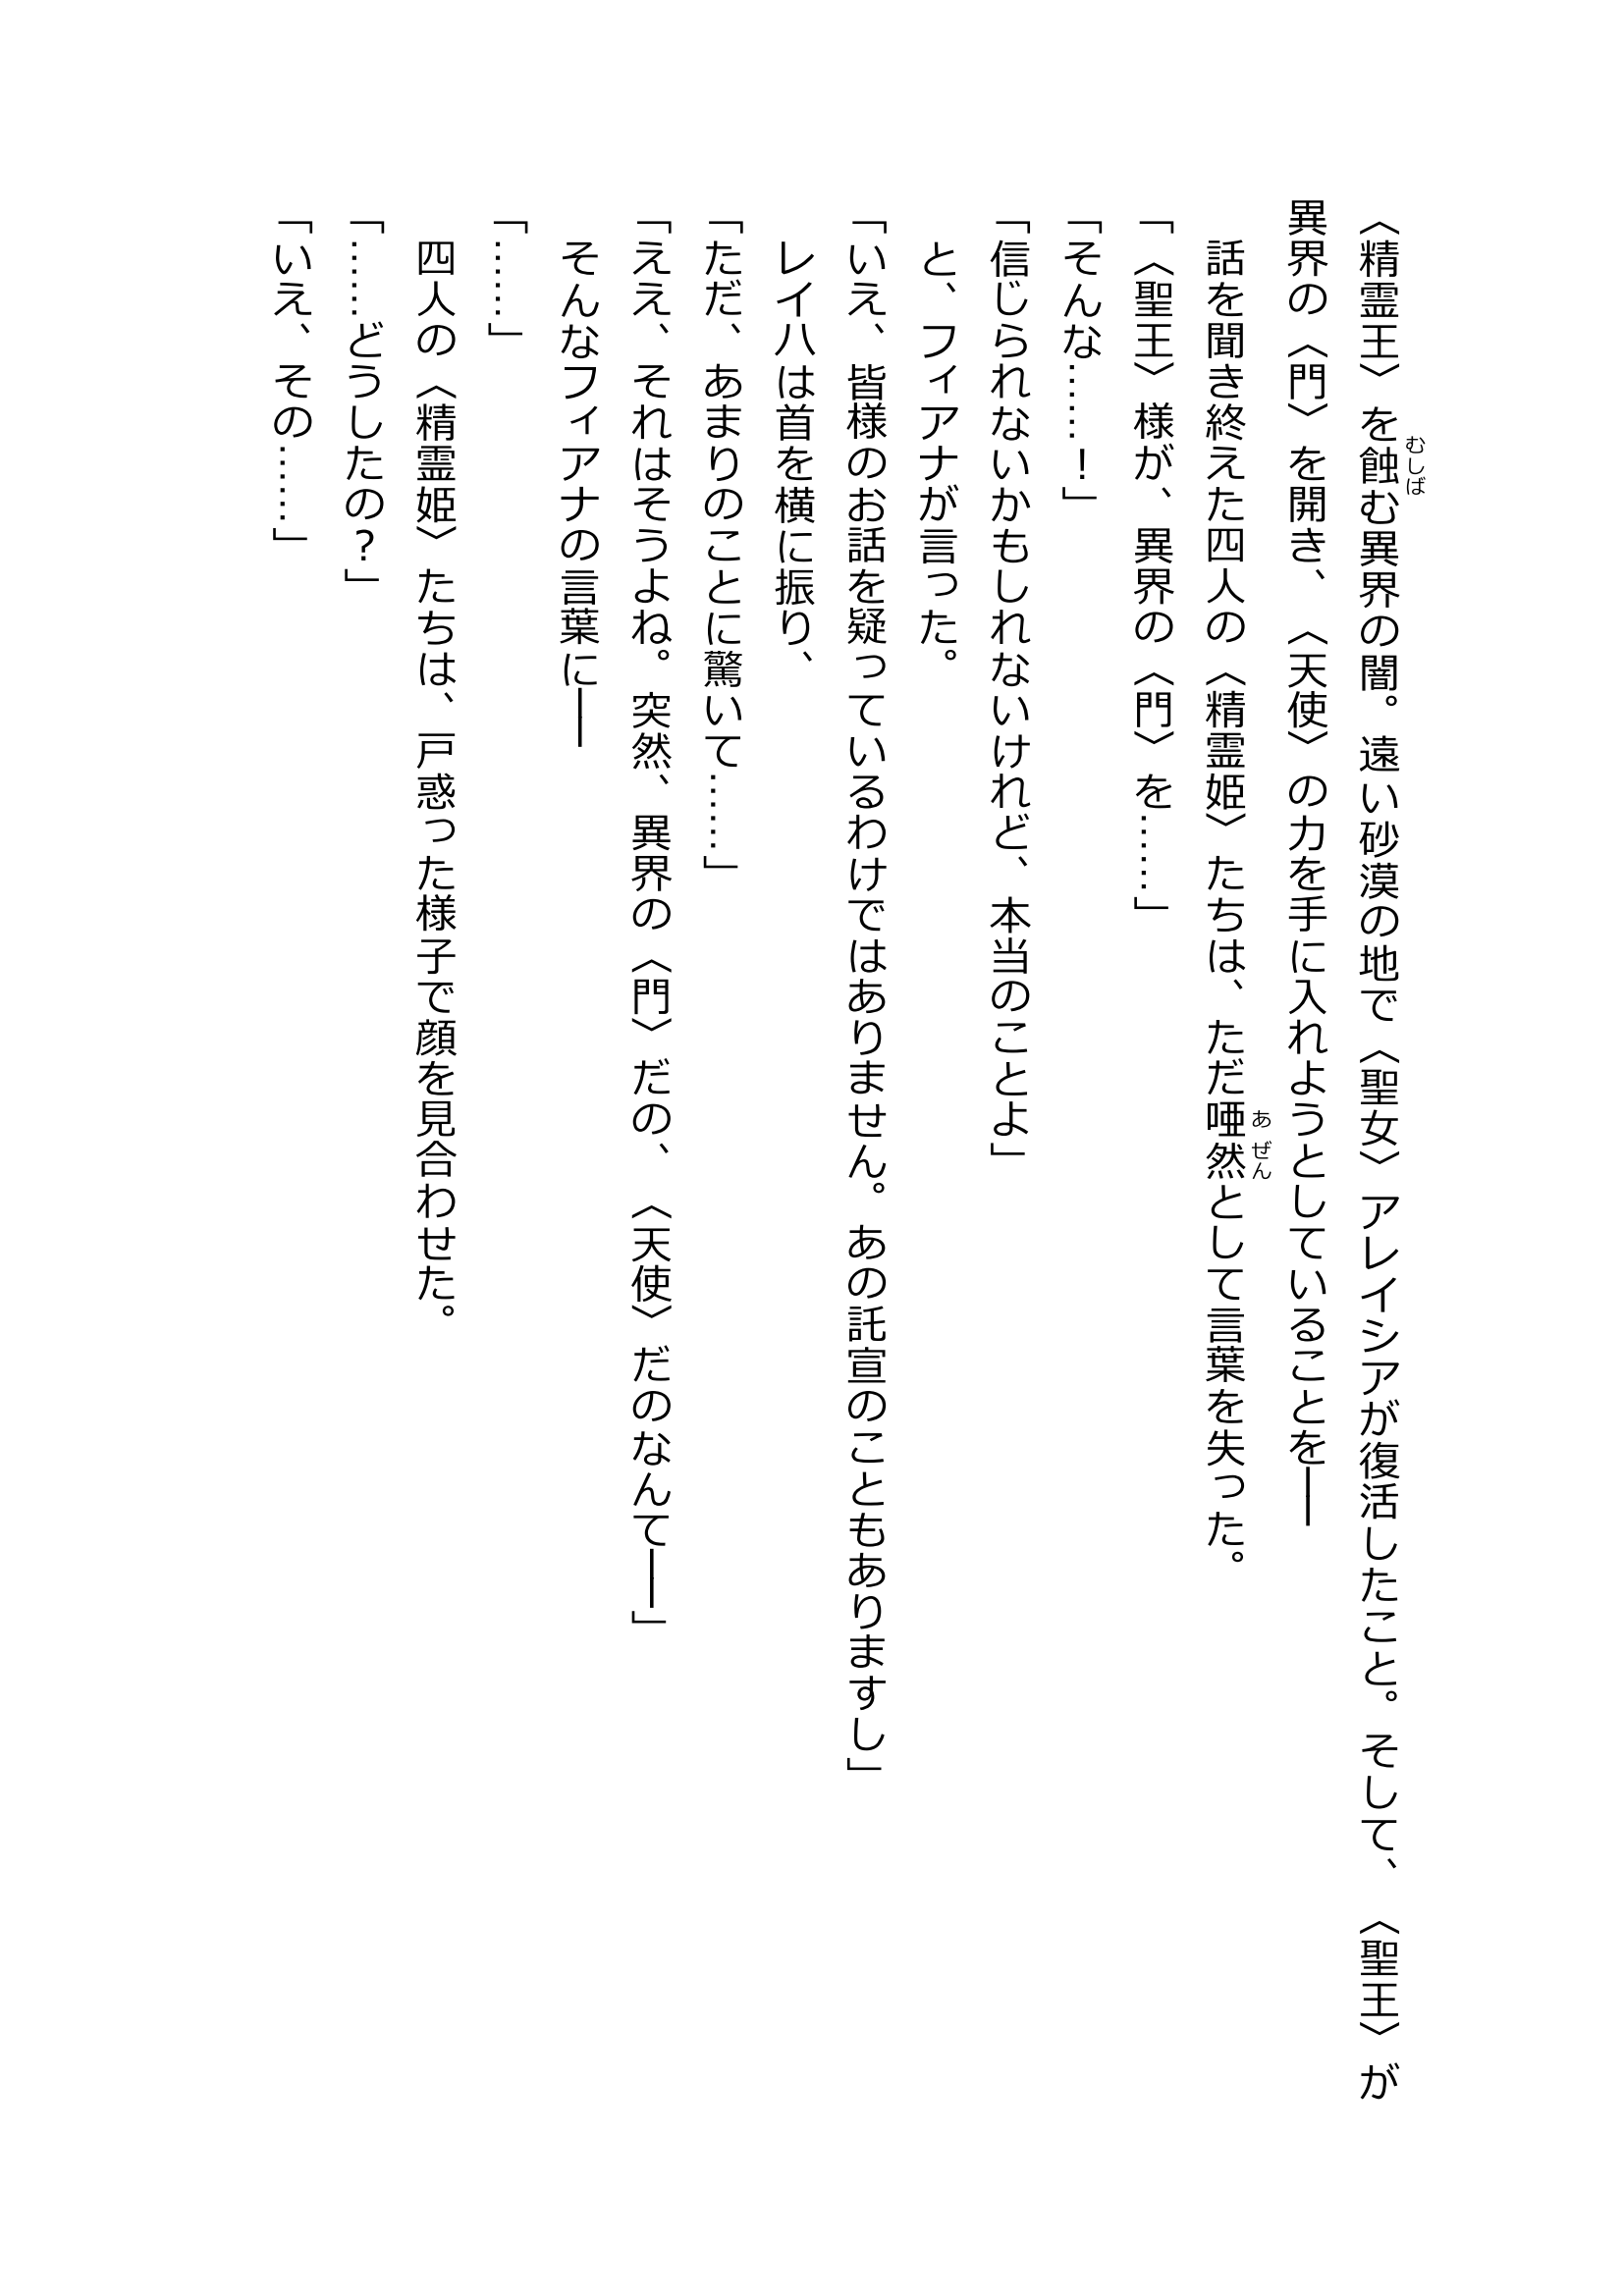 〈精霊王〉を蝕む異界の闇。遠い砂漠の地で〈聖女〉アレイシアが復活したこと。そして、〈聖王〉が
異界の〈門〉を開き、〈天使〉の力を手に入れようとしていることを――
　話を聞き終えた四人の〈精霊姫〉たちは、ただ唖然として言葉を失った。
「〈聖王〉様が、異界の〈門〉を……」
「そんな……！」
「信じられないかもしれないけれど、本当のことよ」
　と、フィアナが言った。
「いえ、皆様のお話を疑っているわけではありません。あの託宣のこともありますし」
　レイハは首を横に振り、
「ただ、あまりのことに驚いて……」
「ええ、それはそうよね。突然、異界の〈門〉だの、〈天使〉だのなんて――」
　そんなフィアナの言葉に――
「……」
　四人の〈精霊姫〉たちは、戸惑った様子で顔を見合わせた。
「……どうしたの？」
「いえ、その……」
むしば
あぜん